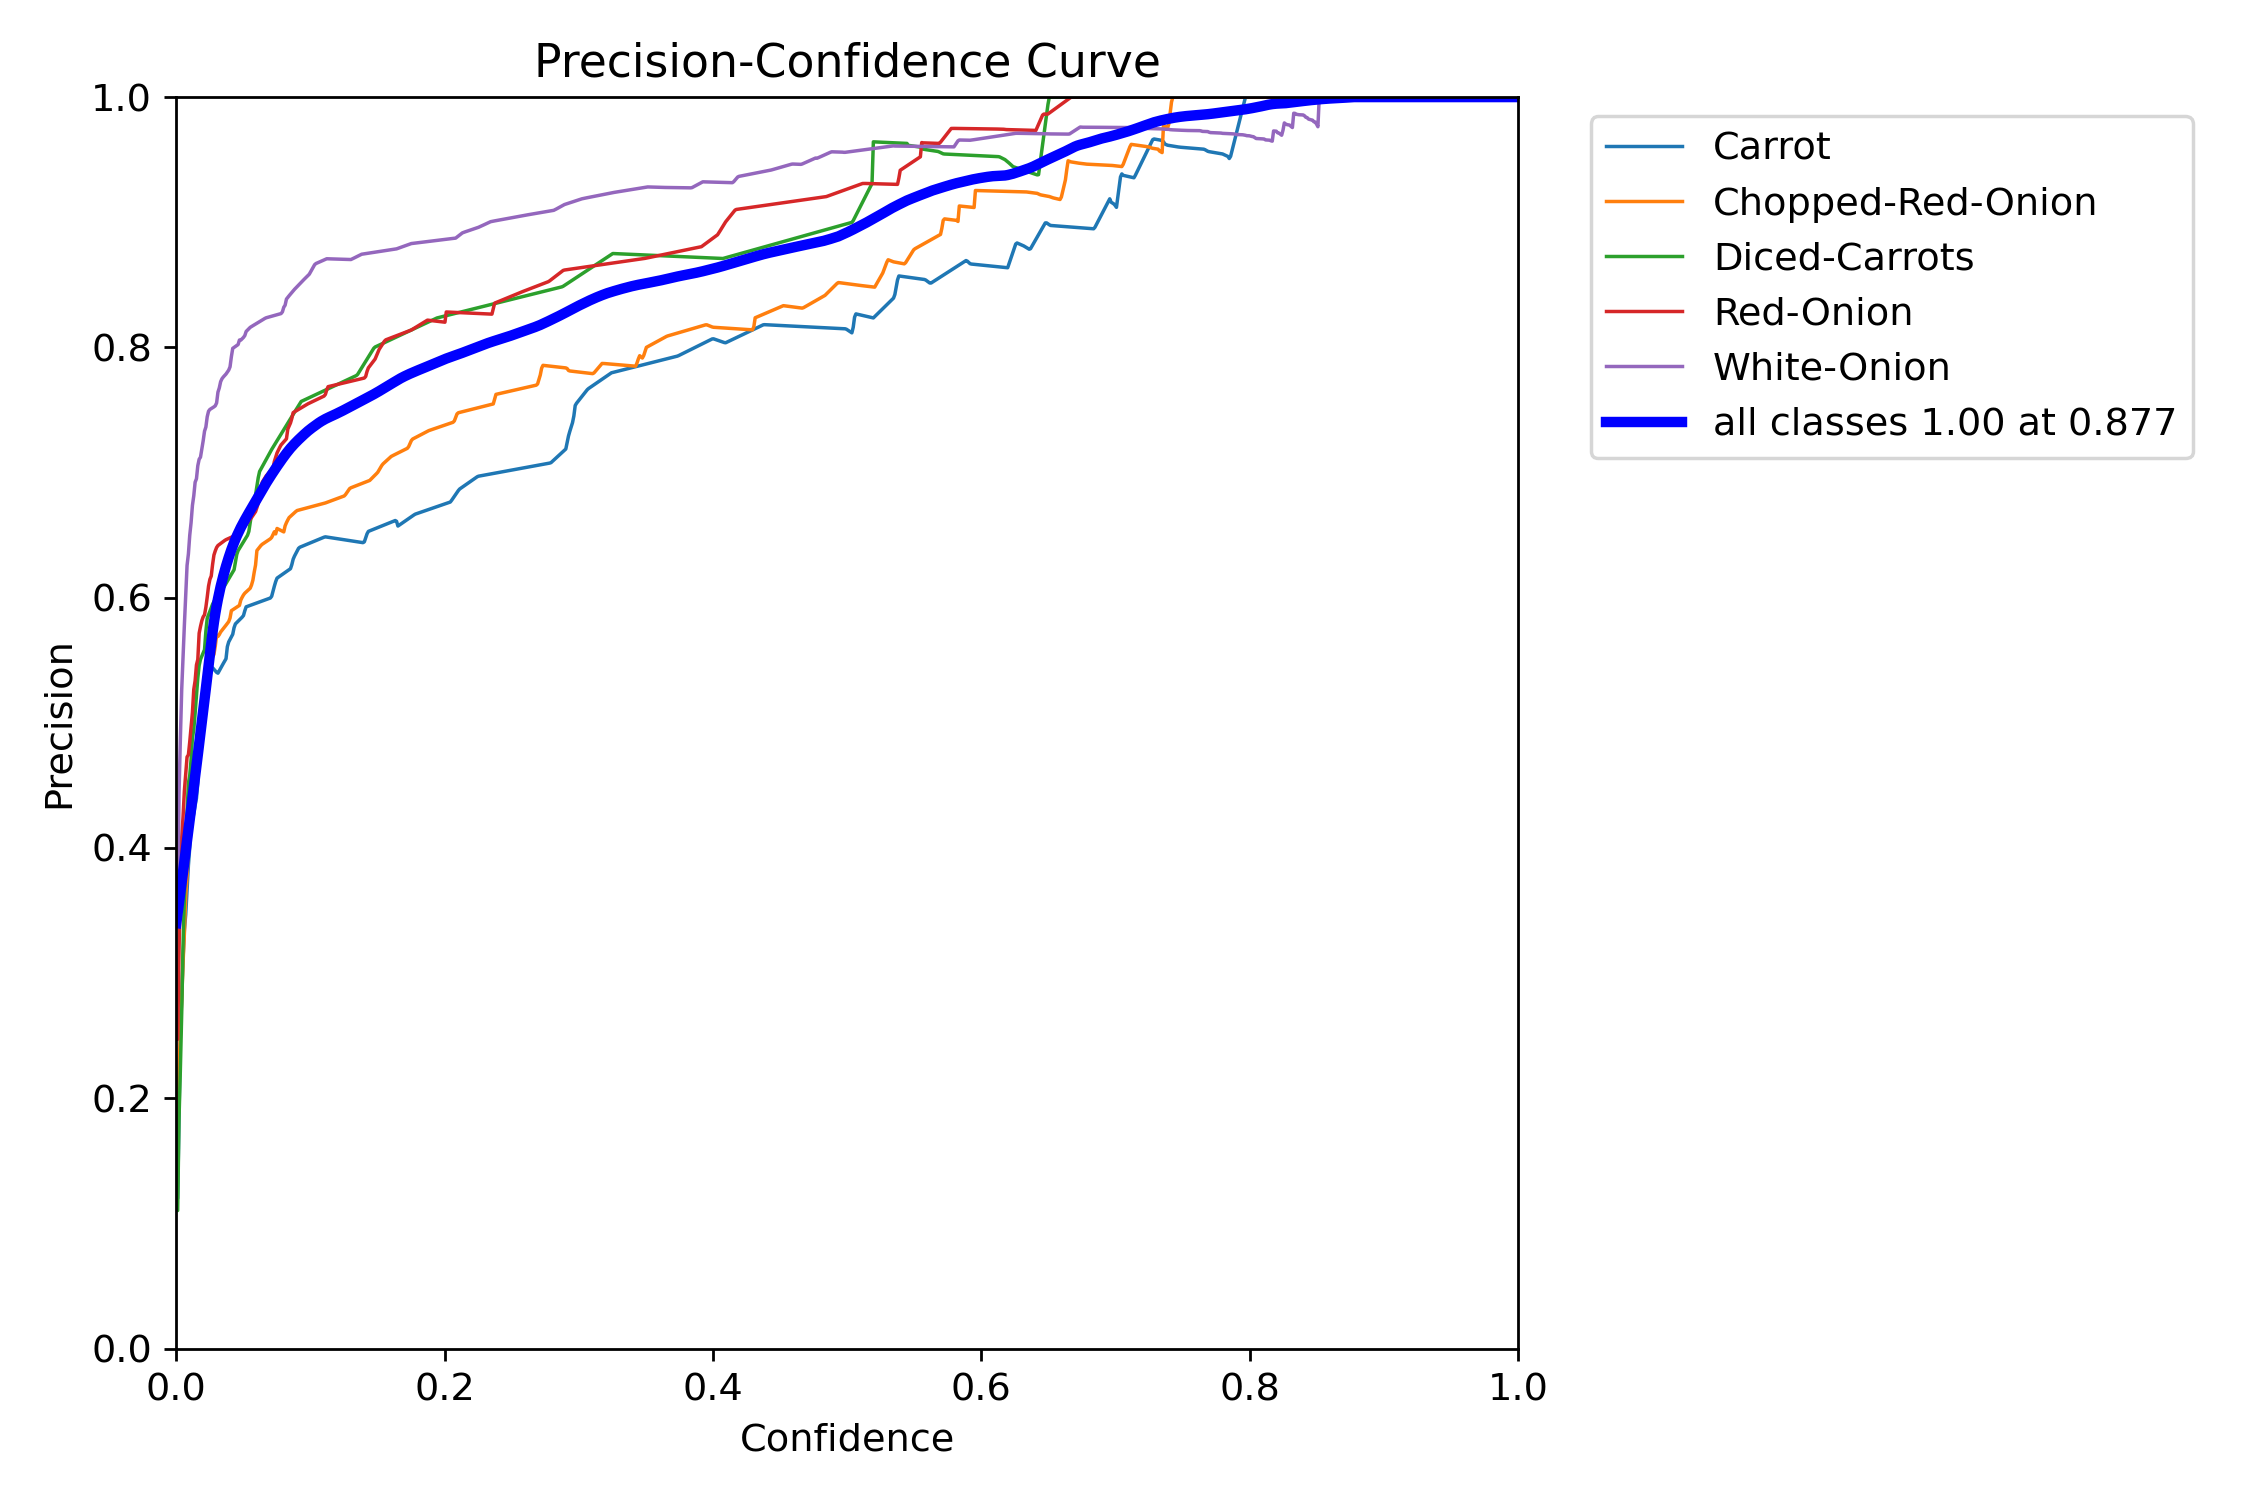 Precision-Confidence Curve
1.0
0.8
0.6
0.4
0.2
0.0
Precision
0.0 0.2 0.4 0.6 0.8 1.0
Confidence
Carrot
Chopped-Red-Onion
Diced-Carrots
Red-Onion
White-Onion
all classes 1.00 at 0.877